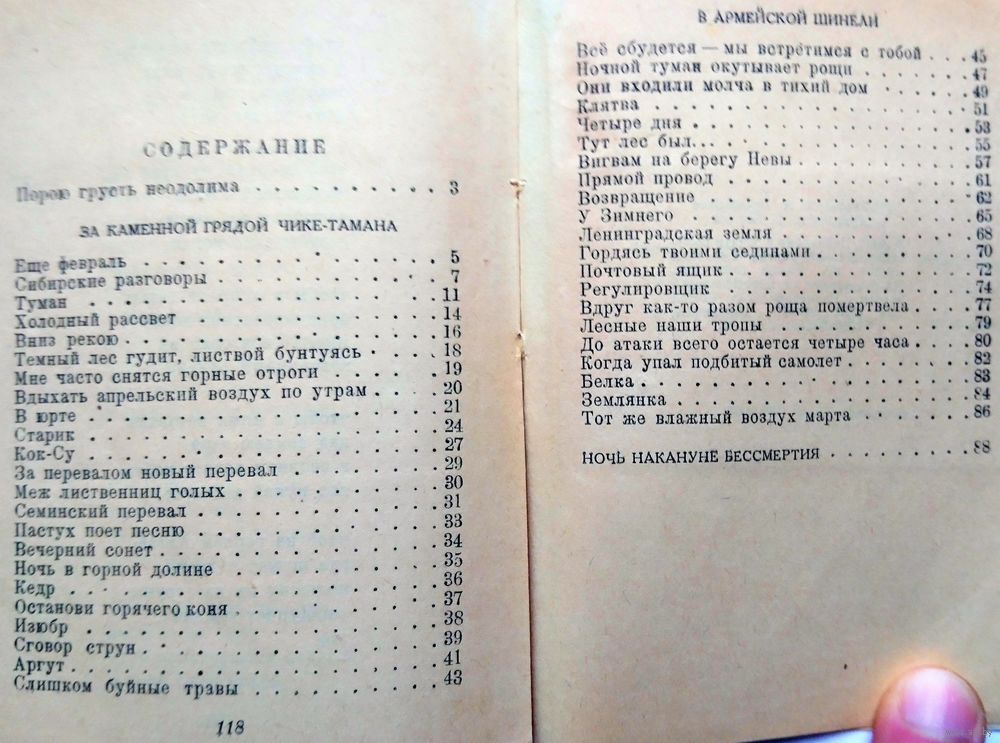 СОДЕРЖАНИЕ
Порою грусть неодолима . . . . . . . . . . 3
ЗА КАМЕННОЙ ГРЯДОЙ ЧИКЕ-ТАМАНА
Еще февраль . . . . . . . . . . 5
Сибирские разговоры . . . . . . . . . . 7
Туман . . . . . . . . . . 11
Холодный рассвет . . . . . . . . . . 14
Вниз рекою . . . . . . . . . . 16
Темный лес гудит, листвой бунтуясь . . . . 18
Мне часто снятся горные отроги . . . . . 19
Вдыхать апрельский воздух по утрам . . . . 20
В юрте . . . . . . . . . . 21
Старик . . . . . . . . . . 24
Кок-Су . . . . . . . . . . 27
За перевалом новый перевал . . . . . . 29
Меж лиственниц голых . . . . . . . . 30
Семинский перевал . . . . . . . . . . 31
Пастух поет песню . . . . . . . . . . 33
Вечерний сонет . . . . . . . . . . 34
Ночь в горной долине . . . . . . . . 35
Кедр . . . . . . . . . . 36
Останови горячего коня . . . . . . . . 37
Изюбр . . . . . . . . . . 38
Сговор струн . . . . . . . . . . 39
Аргут . . . . . . . . . . 41
Слишком буйные травы . . . . . . . . 43
118
В АРМЕЙСКОЙ ШИНЕЛИ
Всё сбудется — мы встретимся с тобой . . . 45
Ночной туман окутывает рощи . . . . . 47
Они входили молча в тихий дом . . . . . 49
Клятва . . . . . . . . . . 51
Четыре дня . . . . . . . . . . 53
Тут лес был... . . . . . . . . . . 55
Вигвам на берегу Невы . . . . . . . . 57
Прямой провод . . . . . . . . . . 61
Возвращение . . . . . . . . . . 62
У Зимнего . . . . . . . . . . 65
Ленинградская земля . . . . . . . . 68
Гордясь твоими сединами . . . . . . . 70
Почтовый ящик . . . . . . . . . . 72
Регулировщик . . . . . . . . . . 74
Вдруг как-то разом роща помертвела . . . 77
Лесные наши тропы . . . . . . . . . 79
До атаки всего остается четыре часа . . . . 80
Когда упал подбитый самолет . . . . . . 82
Белка . . . . . . . . . . 83
Землянка . . . . . . . . . . 84
Тот же влажный воздух марта . . . . . . 86
НОЧЬ НАКАНУНЕ БЕССМЕРТИЯ . . . . . . . . 88